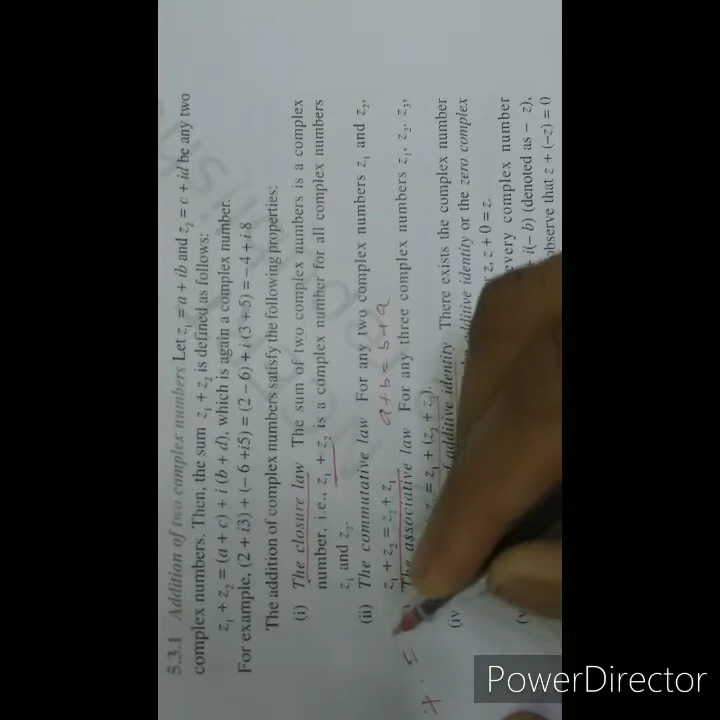 5.3.1 Addition of two complex numbers Let z₁ = a + ib and z₂ = c + id be any two
complex numbers. Then, the sum z₁ + z₂ is defined as follows:
z₁ + z₂ = (a + c) + i (b + d), which is again a complex number.
For example, (2 + i3) + (– 6 +i5) = (2 – 6) + i (3 + 5) = – 4 + i 8
The addition of complex numbers satisfy the following properties:
(i) The closure law The sum of two complex numbers is a complex
number, i.e., z₁ + z₂ is a complex number for all complex numbers
z₁ and z₂.
(ii) The commutative law For any two complex numbers z₁ and z₂,
z₁ + z₂ = z₂ + z₁
a+b = b+a
The associative law For any three complex numbers z₁, z₂, z₃,
= z₁ + (z₂ + z₃).
(iv additive identity There exists the complex number
additive identity or the zero complex
z, z + 0 = z.
every complex number
i(– b) (denoted as – z),
observe that z + (–z) = 0
PowerDirector